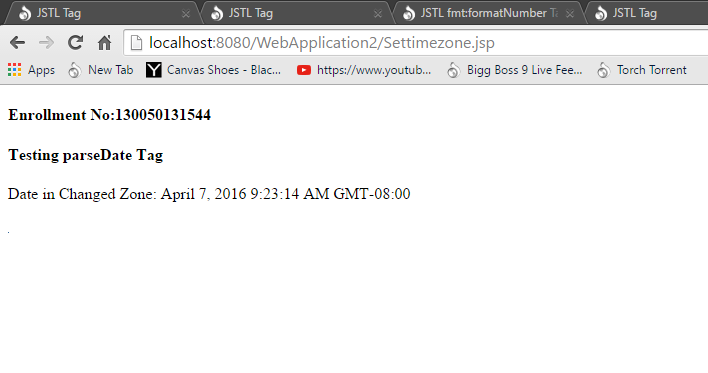 JSTL Tag JSTL Tag JSTL fmt:formatNumber Ta JSTL Tag
localhost:8080/WebApplication2/Settimezone.jsp
Apps New Tab Canvas Shoes - Blac... https://www.youtub... Bigg Boss 9 Live Fee... Torch Torrent
Enrollment No:130050131544
Testing parseDate Tag
Date in Changed Zone: April 7, 2016 9:23:14 AM GMT-08:00
.